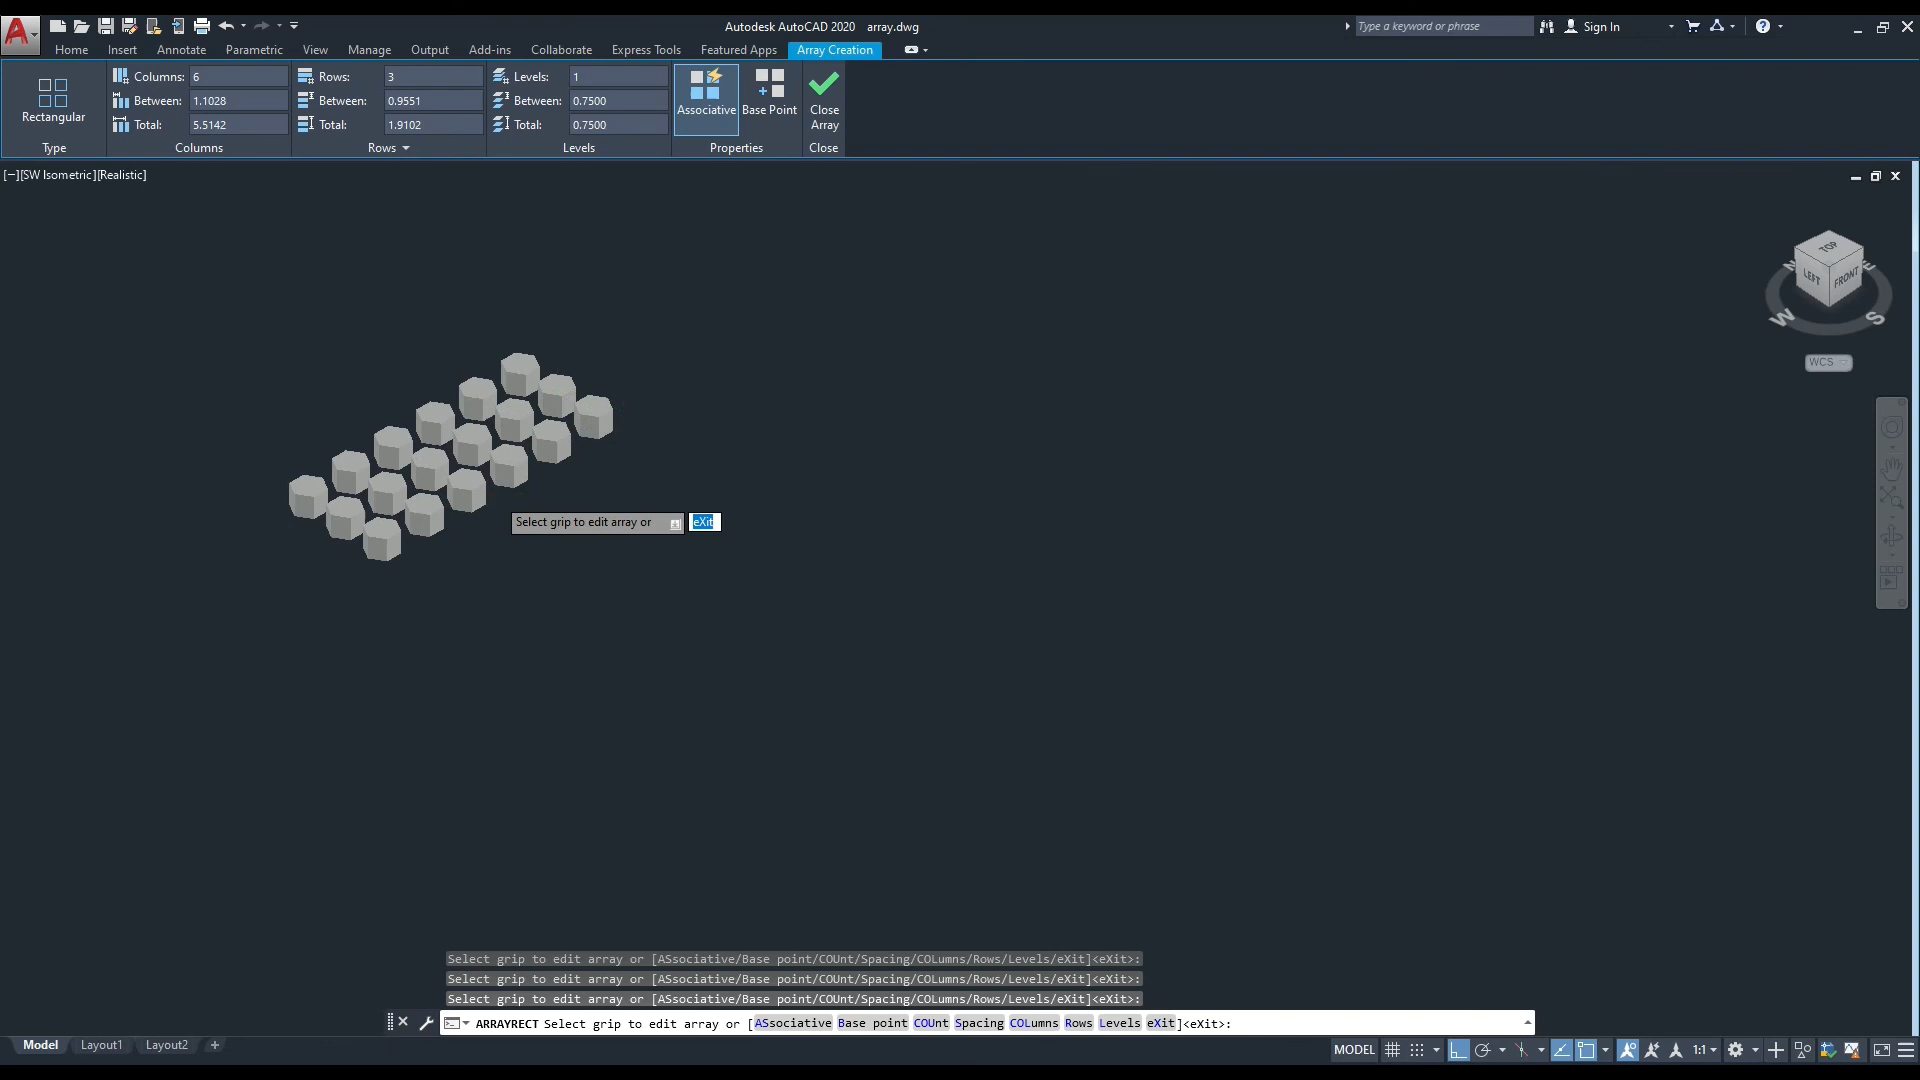 Autodesk AutoCAD 2020 array.dwg
Type a keyword or phrase
Sign In
Home Insert Annotate Parametric View Manage Output Add-ins Collaborate Express Tools Featured Apps Array Creation
Columns: 6 Rows: 3 Levels: 1
Between: 1.1028 Between: 0.9551 Between: 0.7500
Total: 5.5142 Total: 1.9102 Total: 0.7500
Rectangular
Associative Base Point Close
Array
Type Columns Rows Levels Properties Close
[−][SW Isometric][Realistic]
TOP
LEFT FRONT
N E
W S
WCS
Select grip to edit array or eXit
Select grip to edit array or [ASsociative/Base point/COUnt/Spacing/COLumns/Rows/Levels/eXit]<eXit>:
Select grip to edit array or [ASsociative/Base point/COUnt/Spacing/COLumns/Rows/Levels/eXit]<eXit>:
Select grip to edit array or [ASsociative/Base point/COUnt/Spacing/COLumns/Rows/Levels/eXit]<eXit>:
ARRAYRECT Select grip to edit array or [ASsociative Base point COUnt Spacing COLumns Rows Levels eXit]<eXit>:
Model Layout1 Layout2 +
MODEL 1:1